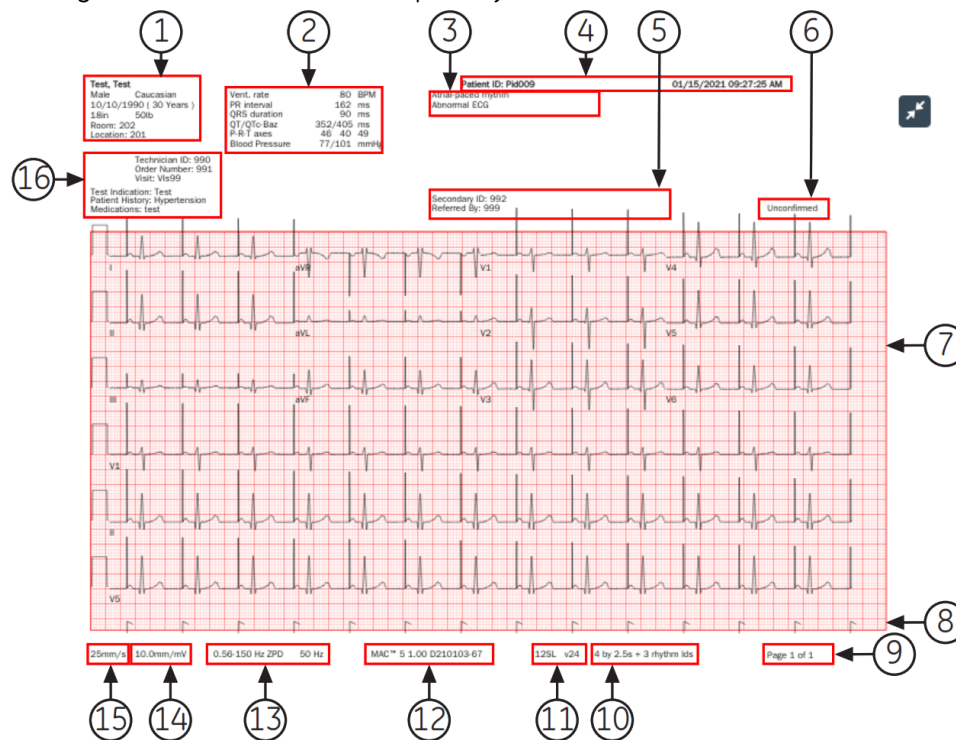 1 2 3 4 5 6
Test, Test
Male Caucasian
10/10/1990 ( 30 Years )
18in 50lb
Room: 202
Location: 201
Vent. rate 80 BPM
PR interval 162 ms
QRS duration 90 ms
QT/QTc-Baz 352/405 ms
P-R-T axes 46 40 49
Blood Pressure 77/101 mmHg
Patient ID: Pid009 01/15/2021 09:27:25 AM
Atrial-paced rhythm
Abnormal ECG
16
Technician ID: 990
Order Number: 991
Visit: VIs99
Test Indication: Test
Patient History: Hypertension
Medications: test
Secondary ID: 992
Referred By: 999
Unconfirmed
I aVR V1 V4
II aVL V2 V5
7
III aVF V3 V6
V1
II
V5
8
25mm/s 10.0mm/mV 0.56-150 Hz ZPD 50 Hz MAC™ 5 1.00 D210103-67 12SL v24 4 by 2.5s + 3 rhythm lds Page 1 of 1
9
15 14 13 12 11 10